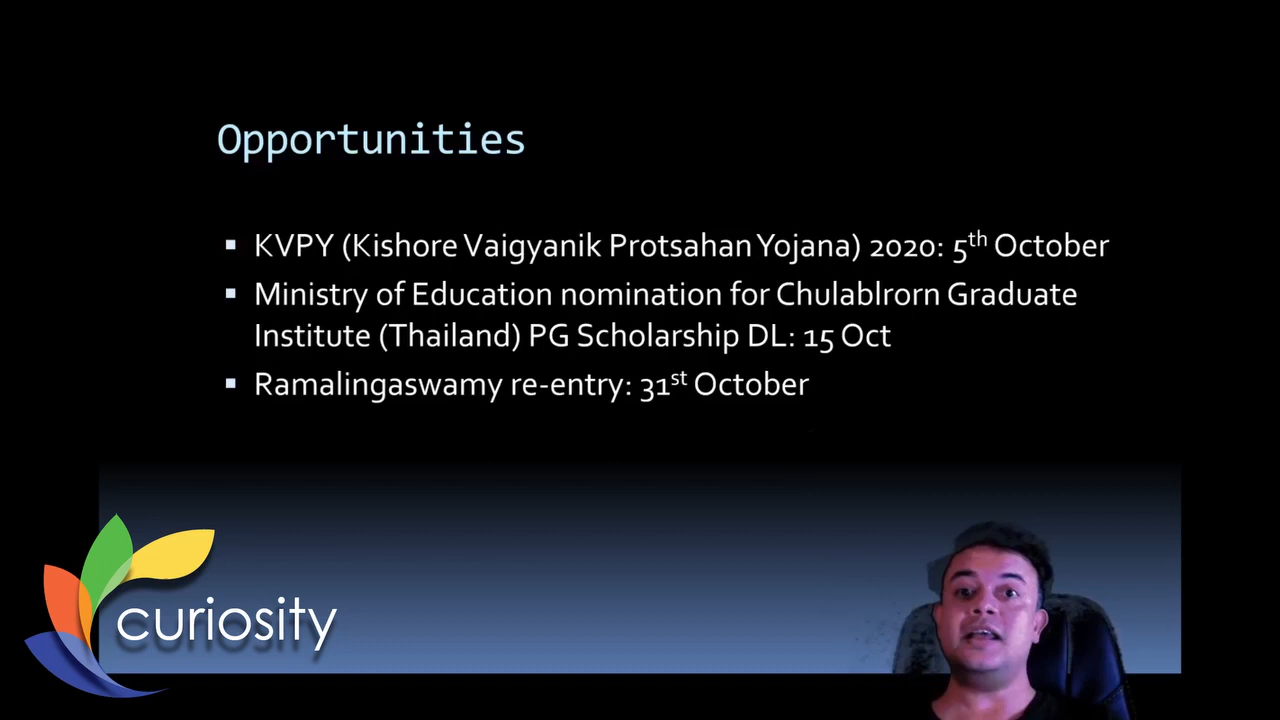 Opportunities
KVPY (Kishore Vaigyanik Protsahan Yojana) 2020: 5th October
Ministry of Education nomination for Chulablrorn Graduate
Institute (Thailand) PG Scholarship DL: 15 Oct
Ramalingaswamy re-entry: 31st October
curiosity